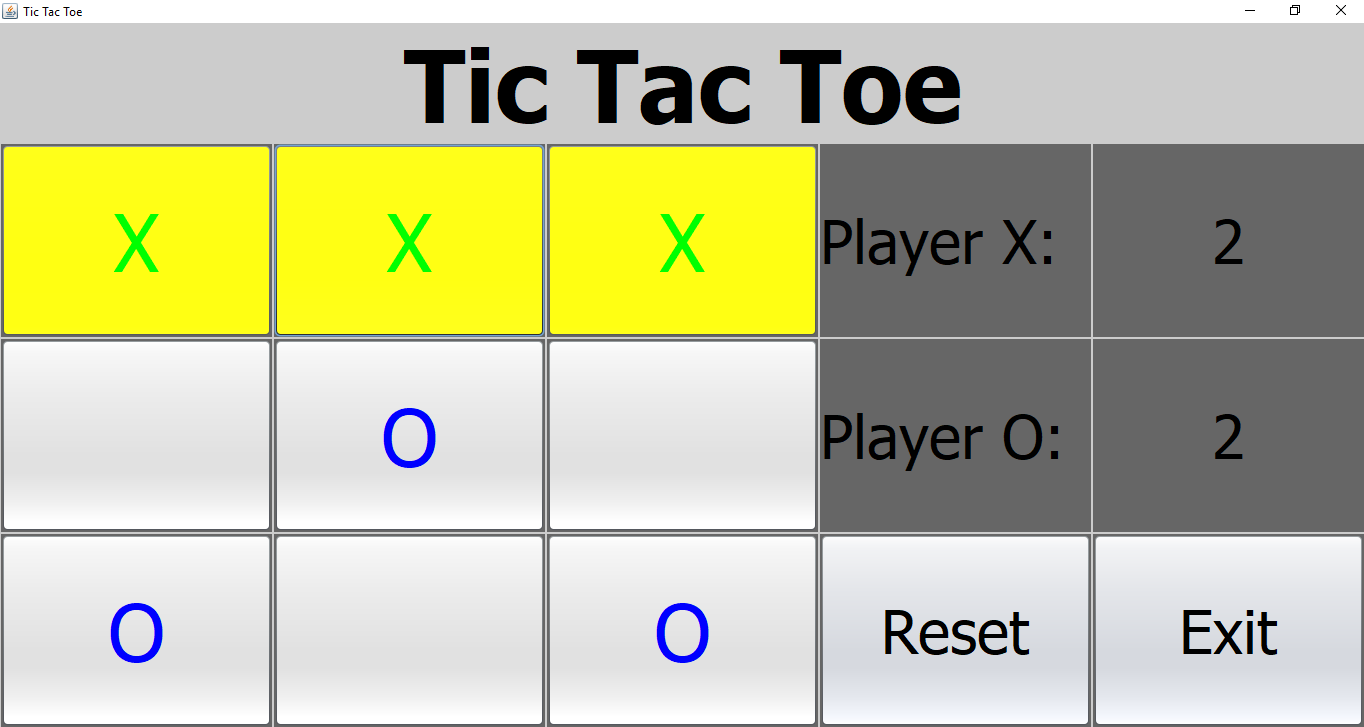 Tic Tac Toe
Tic Tac Toe
X X X Player X: 2
O Player O: 2
O O Reset Exit